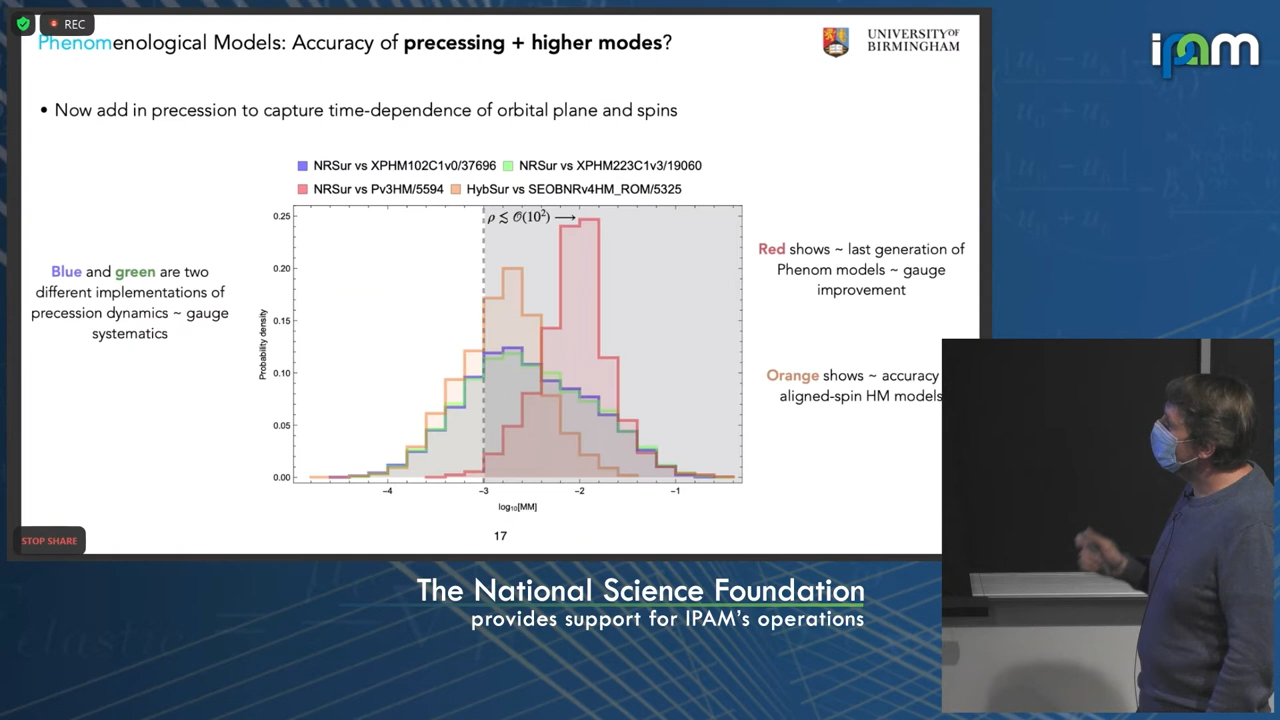 REC
Phenomenological Models: Accuracy of precessing + higher modes?
UNIVERSITYOF
BIRMINGHAM
ipam
• Now add in precession to capture time-dependence of orbital plane and spins
NRSur vs XPHM102C1v0/37696
NRSur vs XPHM223C1v3/19060
NRSur vs Pv3HM/5594
HybSur vs SEOBNRv4HM_ROM/5325
Blue and green are two
different implementations of
precession dynamics ~ gauge
systematics
Probability density
0.25
0.20
0.15
0.10
0.05
0.00
ρ ≲ 𝒪(10²) ⟶
−4
−3
−2
−1
log₁₀[MM]
Red shows ~ last generation of
Phenom models ~ gauge
improvement
Orange shows ~ accuracy
aligned-spin HM models
17
STOP SHARE
The National Science Foundation
provides support for IPAM's operations